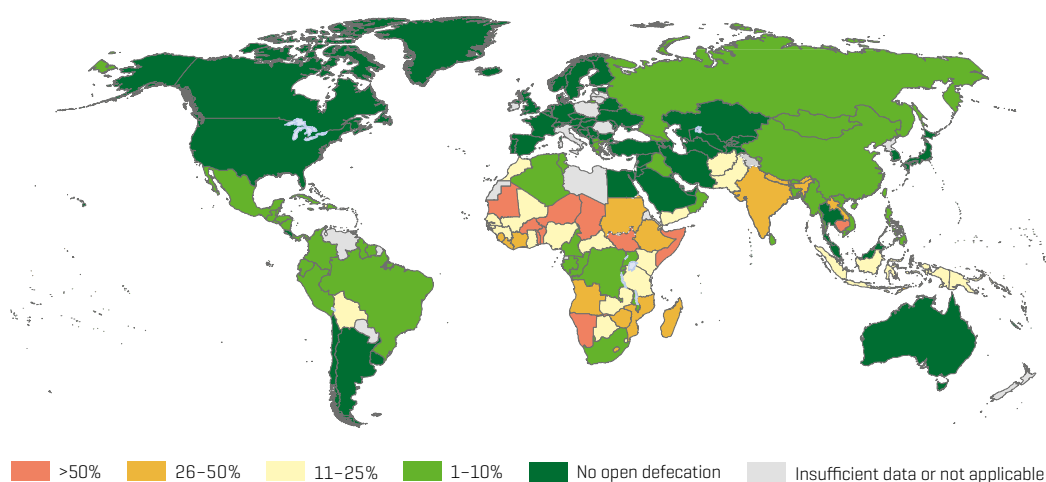 >50%
26–50%
11–25%
1–10%
No open defecation
Insufficient data or not applicable